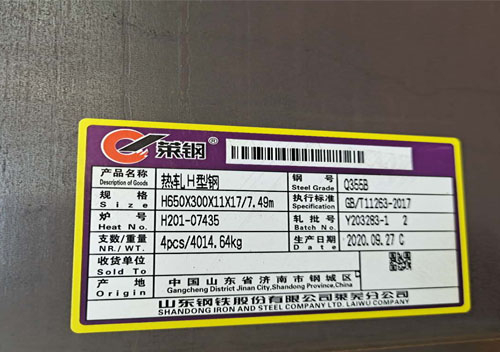 莱钢®
产品名称 Description of Goods 热轧H型钢 钢号 Steel Grade Q355B
规格 Size H650X300X11X17/7.49m 执行标准 Specification GB/T11263-2017
炉号 Heat No. H201-07435 轧批号 Batch No. Y203283-1 2
支数/重量 NR./WT. 4pcs/4014.64kg 生产日期 Date 2020.09.27 C
收货单位 Sold To
产地 Origin 中国山东省济南市钢城区
Gangcheng District Jinan City,Shandong Province,China
山东钢铁股份有限公司莱芜分公司
SHANDONG IRON AND STEEL COMPANY LTD. LAIWU COMPANY